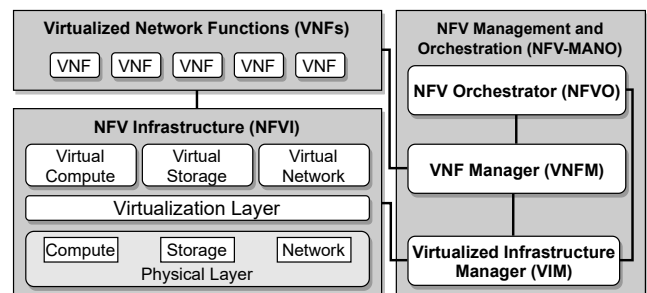 Virtualized Network Functions (VNFs)
VNF VNF VNF VNF VNF
NFV Infrastructure (NFVI)
Virtual Compute
Virtual Storage
Virtual Network
Virtualization Layer
Compute Storage Network
Physical Layer
NFV Management and
Orchestration (NFV-MANO)
NFV Orchestrator (NFVO)
VNF Manager (VNFM)
Virtualized Infrastructure
Manager (VIM)